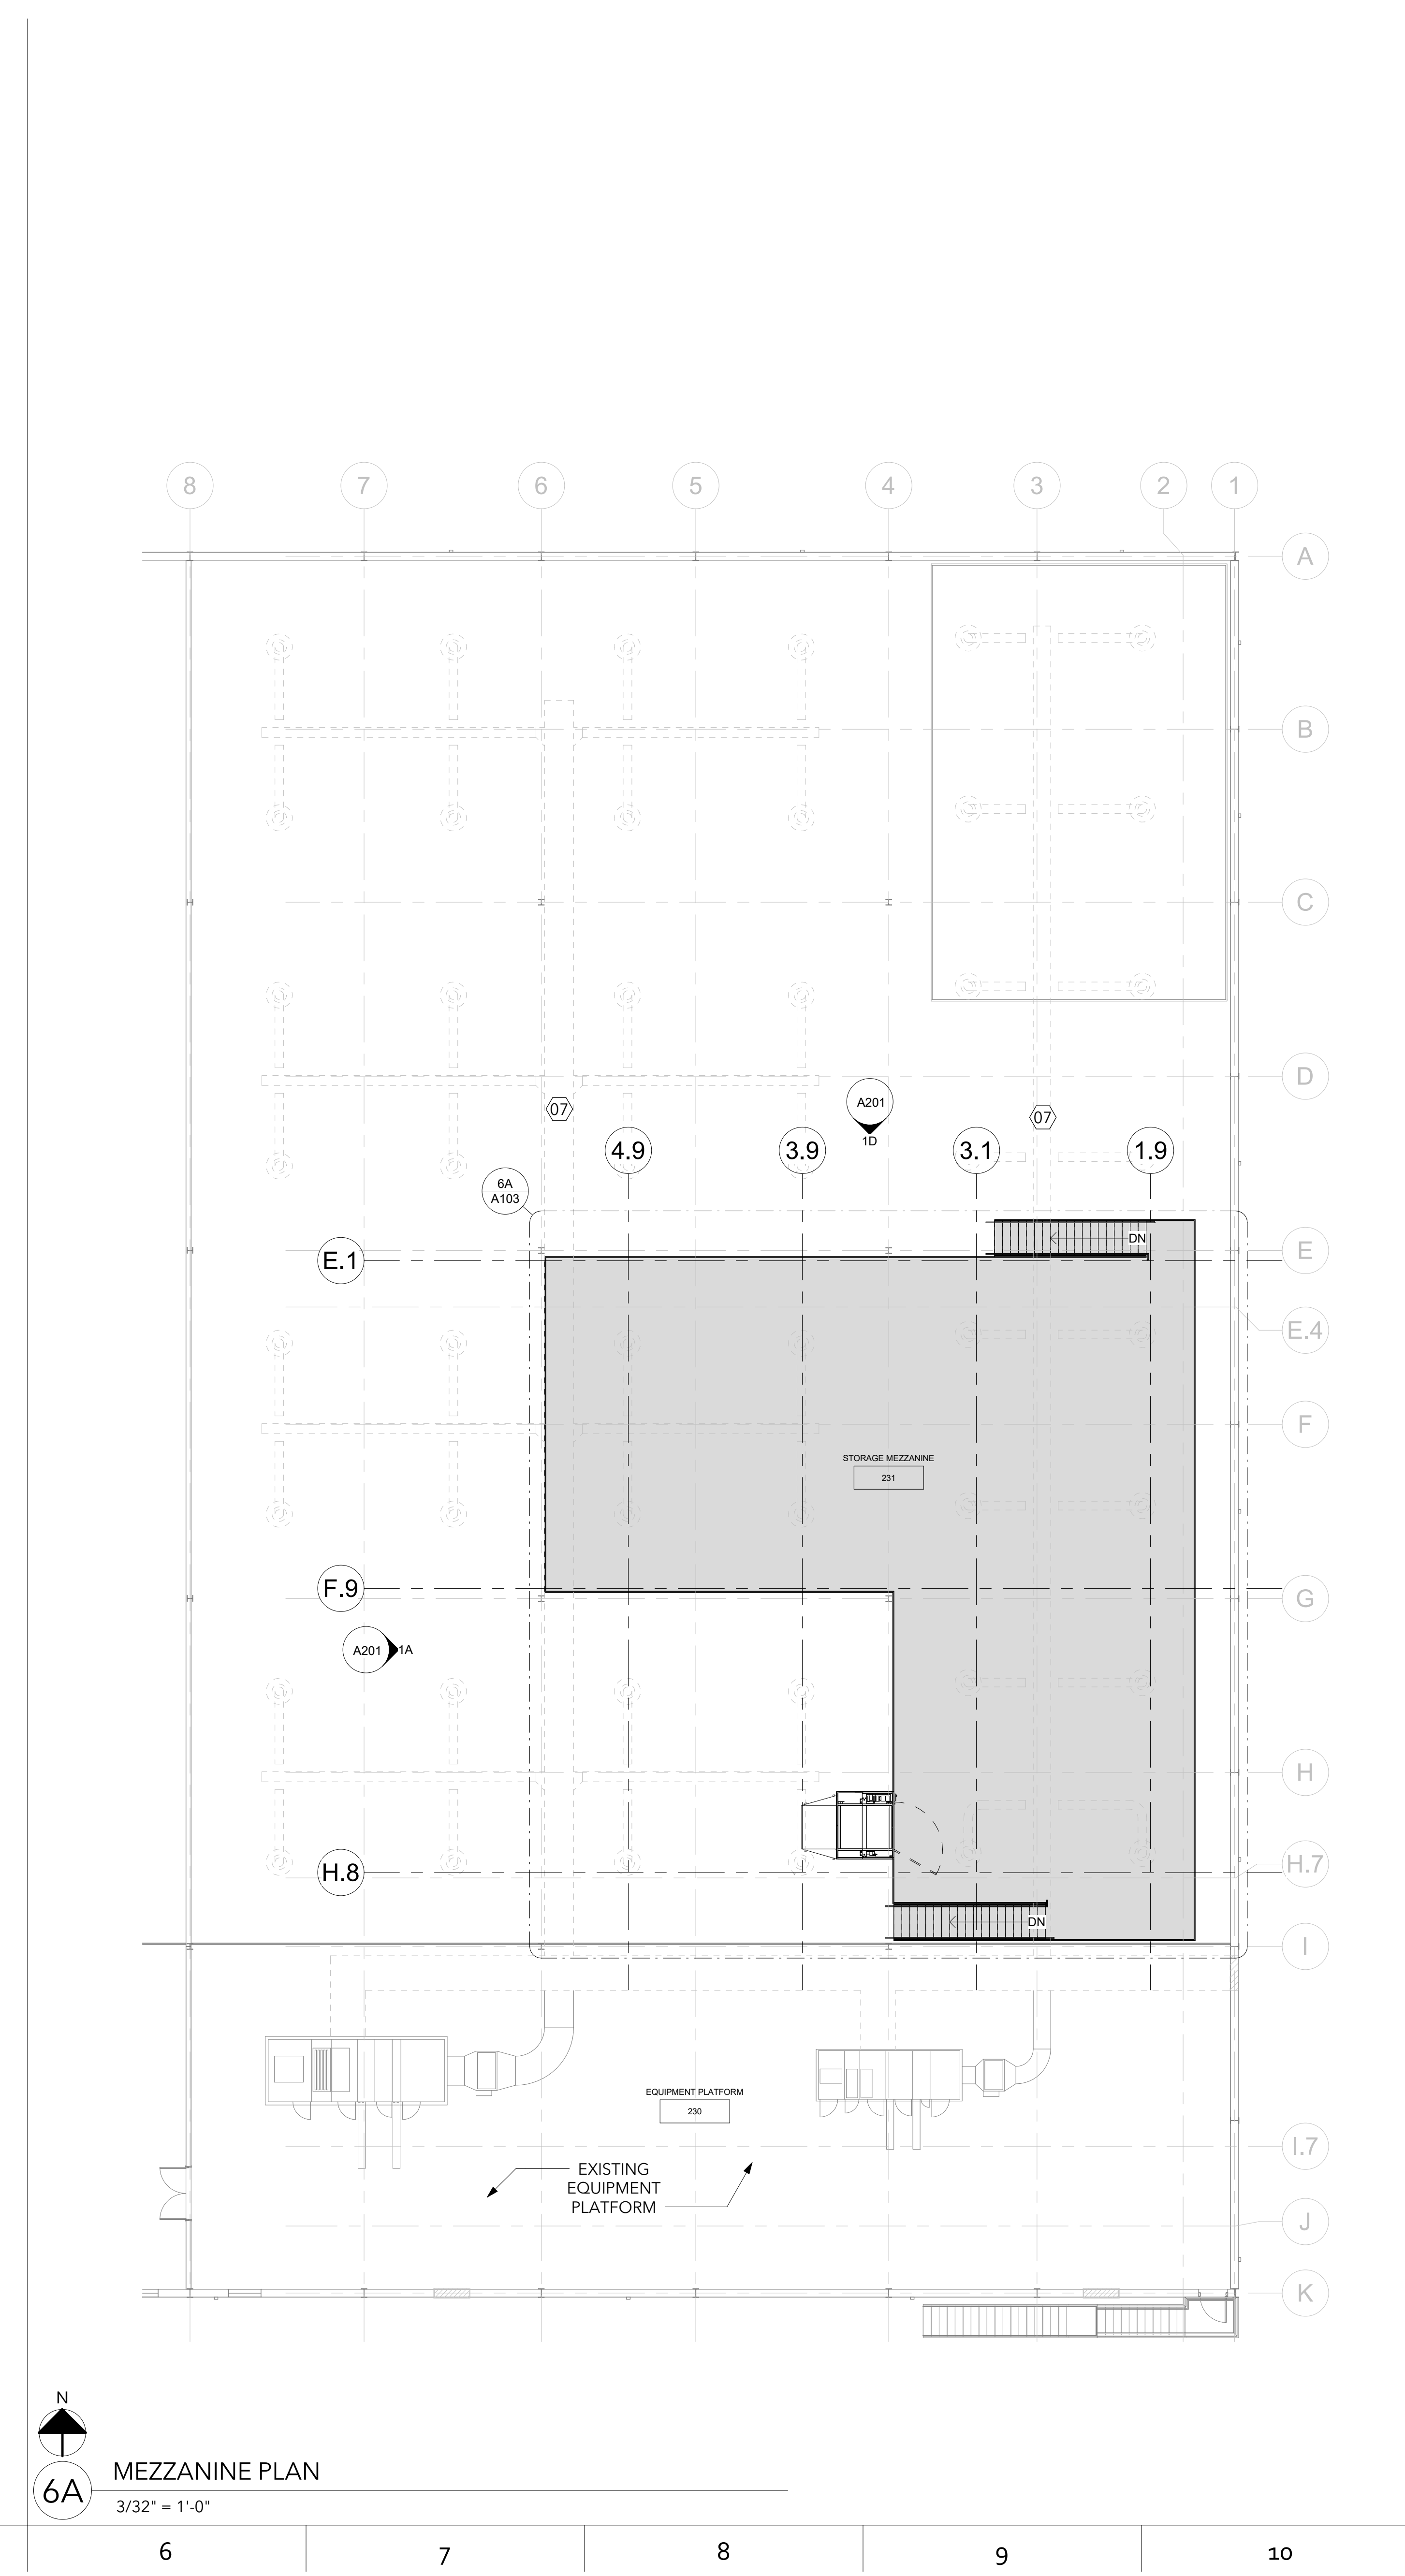 8 7 6 5 4 3 2 1
A
B
C
D
A201
1D
07
07
4.9 3.9 3.1 1.9
6A
A103
DN
E
E.1
E.4
F
STORAGE MEZZANINE
231
F.9
G
A201
1A
H
H.7
H.8
DN
I
EQUIPMENT PLATFORM
230
I.7
EXISTING
EQUIPMENT
PLATFORM
J
K
N
6A
MEZZANINE PLAN
3/32" = 1'-0"
6 7 8 9 10